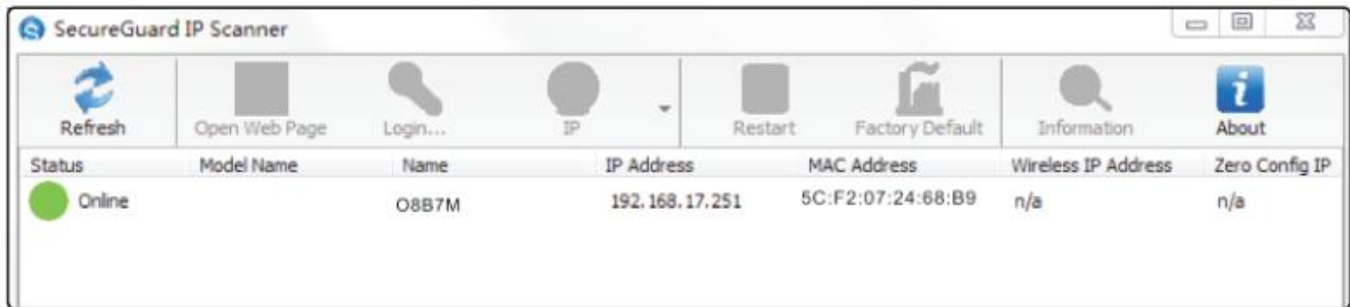 SecureGuard IP Scanner
Refresh Open Web Page Login... IP Restart Factory Default Information About
Status Model Name Name IP Address MAC Address Wireless IP Address Zero Config IP
Online O8B7M 192.168.17.251 5C:F2:07:24:68:B9 n/a n/a